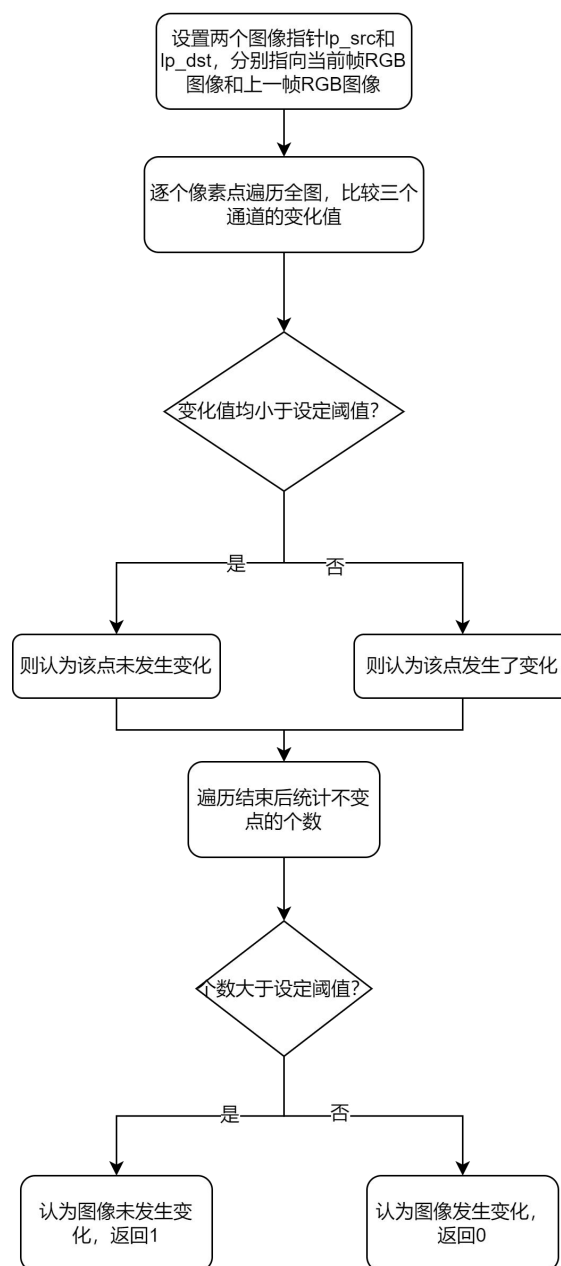 设置两个图像指针lp_src和
lp_dst，分别指向当前帧RGB
图像和上一帧RGB图像
逐个像素点遍历全图，比较三个
通道的变化值
变化值均小于设定阈值？
是
否
则认为该点未发生变化
则认为该点发生了变化
遍历结束后统计不变
点的个数
个数大于设定阈值？
是
否
认为图像未发生变
化，返回1
认为图像发生变化，
返回0